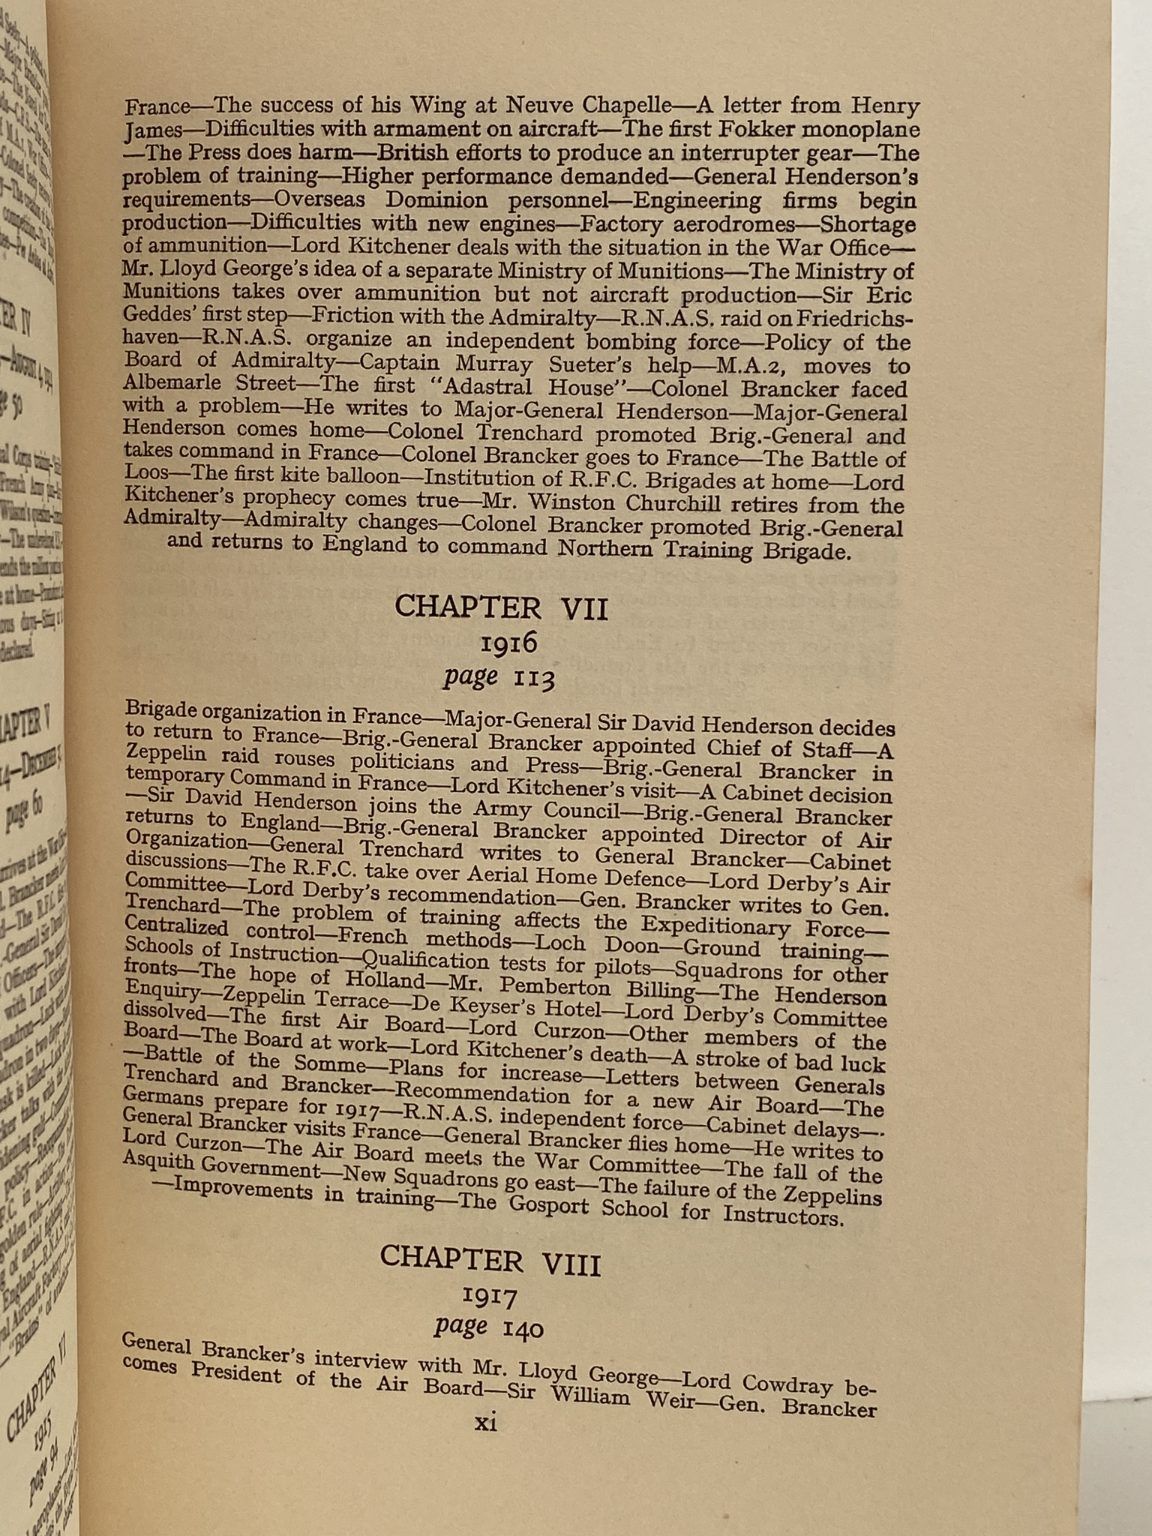 CHAPTER IV
CHAPTER V
page 60
CHAPTER VI
1915
page 94
France—The success of his Wing at Neuve Chapelle—A letter from Henry
James—Difficulties with armament on aircraft—The first Fokker monoplane
—The Press does harm—British efforts to produce an interrupter gear—The
problem of training—Higher performance demanded—General Henderson's
requirements—Overseas Dominion personnel—Engineering firms begin
production—Difficulties with new engines—Factory aerodromes—Shortage
of ammunition—Lord Kitchener deals with the situation in the War Office—
Mr. Lloyd George's idea of a separate Ministry of Munitions—The Ministry of
Munitions takes over ammunition but not aircraft production—Sir Eric
Geddes' first step—Friction with the Admiralty—R.N.A.S. raid on Friedrichs-
haven—R.N.A.S. organize an independent bombing force—Policy of the
Board of Admiralty—Captain Murray Sueter's help—M.A.2, moves to
Albemarle Street—The first "Adastral House"—Colonel Brancker faced
with a problem—He writes to Major-General Henderson—Major-General
Henderson comes home—Colonel Trenchard promoted Brig.-General and
takes command in France—Colonel Brancker goes to France—The Battle of
Loos—The first kite balloon—Institution of R.F.C. Brigades at home—Lord
Kitchener's prophecy comes true—Mr. Winston Churchill retires from the
Admiralty—Admiralty changes—Colonel Brancker promoted Brig.-General
and returns to England to command Northern Training Brigade.
CHAPTER VII
1916
page 113
Brigade organization in France—Major-General Sir David Henderson decides
to return to France—Brig.-General Brancker appointed Chief of Staff—A
Zeppelin raid rouses politicians and Press—Brig.-General Brancker in
temporary Command in France—Lord Kitchener's visit—A Cabinet decision
—Sir David Henderson joins the Army Council—Brig.-General Brancker
returns to England—Brig.-General Brancker appointed Director of Air
Organization—General Trenchard writes to General Brancker—Cabinet
discussions—The R.F.C. take over Aerial Home Defence—Lord Derby's Air
Committee—Lord Derby's recommendation—Gen. Brancker writes to Gen.
Trenchard—The problem of training affects the Expeditionary Force—
Centralized control—French methods—Loch Doon—Ground training—
Schools of Instruction—Qualification tests for pilots—Squadrons for other
fronts—The hope of Holland—Mr. Pemberton Billing—The Henderson
Enquiry—Zeppelin Terrace—De Keyser's Hotel—Lord Derby's Committee
dissolved—The first Air Board—Lord Curzon—Other members of the
Board—The Board at work—Lord Kitchener's death—A stroke of bad luck
—Battle of the Somme—Plans for increase—Letters between Generals
Trenchard and Brancker—Recommendation for a new Air Board—The
Germans prepare for 1917—R.N.A.S. independent force—Cabinet delays—
General Brancker visits France—General Brancker flies home—He writes to
Lord Curzon—The Air Board meets the War Committee—The fall of the
Asquith Government—New Squadrons go east—The failure of the Zeppelins
—Improvements in training—The Gosport School for Instructors.
CHAPTER VIII
1917
page 140
General Brancker's interview with Mr. Lloyd George—Lord Cowdray be-
comes President of the Air Board—Sir William Weir—Gen. Brancker
xi